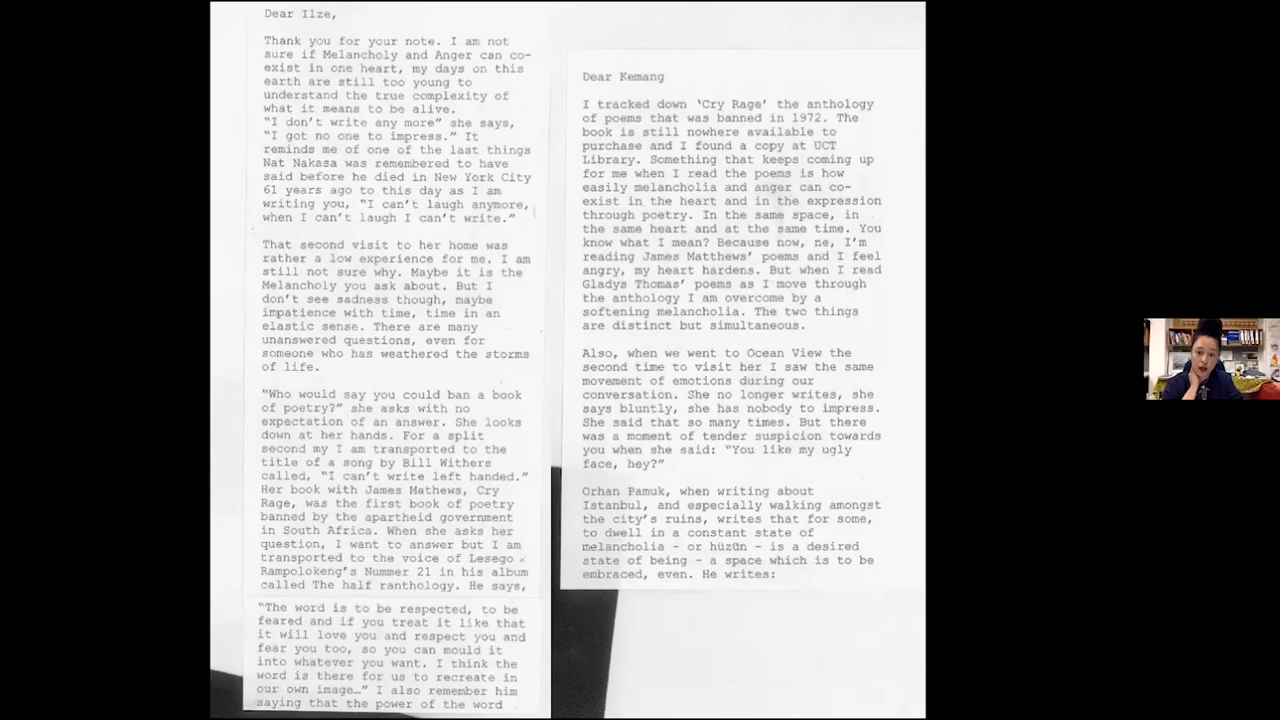 Dear Ilze,
Thank you for your note. I am not
sure if Melancholy and Anger can co-
exist in one heart, my days on this
earth are still too young to
understand the true complexity of
what it means to be alive.
"I don't write any more" she says,
"I got no one to impress." It
reminds me of one of the last things
Nat Nakasa was remembered to have
said before he died in New York City
61 years ago to this day as I am
writing you, "I can't laugh anymore,
when I can't laugh I can't write."
That second visit to her home was
rather a low experience for me. I am
still not sure why. Maybe it is the
Melancholy you ask about. But I
don't see sadness though, maybe
impatience with time, time in an
elastic sense. There are many
unanswered questions, even for
someone who has weathered the storms
of life.
"Who would say you could ban a book
of poetry?" she asks with no
expectation of an answer. She looks
down at her hands. For a split
second my I am transported to the
title of a song by Bill Withers
called, "I can't write left handed."
Her book with James Mathews, Cry
Rage, was the first book of poetry
banned by the apartheid government
in South Africa. When she asks her
question, I want to answer but I am
transported to the voice of Lesego
Rampolokeng's Nummer 21 in his album
called The half ranthology. He says,
"The word is to be respected, to be
feared and if you treat it like that
it will love you and respect you and
fear you too, so you can mould it
into whatever you want. I think the
word is there for us to recreate in
our own image…" I also remember him
saying that the power of the word
Dear Kemang
I tracked down 'Cry Rage' the anthology
of poems that was banned in 1972. The
book is still nowhere available to
purchase and I found a copy at UCT
Library. Something that keeps coming up
for me when I read the poems is how
easily melancholia and anger can co-
exist in the heart and in the expression
through poetry. In the same space, in
the same heart and at the same time. You
know what I mean? Because now, ne, I'm
reading James Matthews' poems and I feel
angry, my heart hardens. But when I read
Gladys Thomas' poems as I move through
the anthology I am overcome by a
softening melancholia. The two things
are distinct but simultaneous.
Also, when we went to Ocean View the
second time to visit her I saw the same
movement of emotions during our
conversation. She no longer writes, she
says bluntly, she has nobody to impress.
She said that so many times. But there
was a moment of tender suspicion towards
you when she said: "You like my ugly
face, hey?"
Orhan Pamuk, when writing about
Istanbul, and especially walking amongst
the city's ruins, writes that for some,
to dwell in a constant state of
melancholia - or hüzün - is a desired
state of being - a space which is to be
embraced, even. He writes: